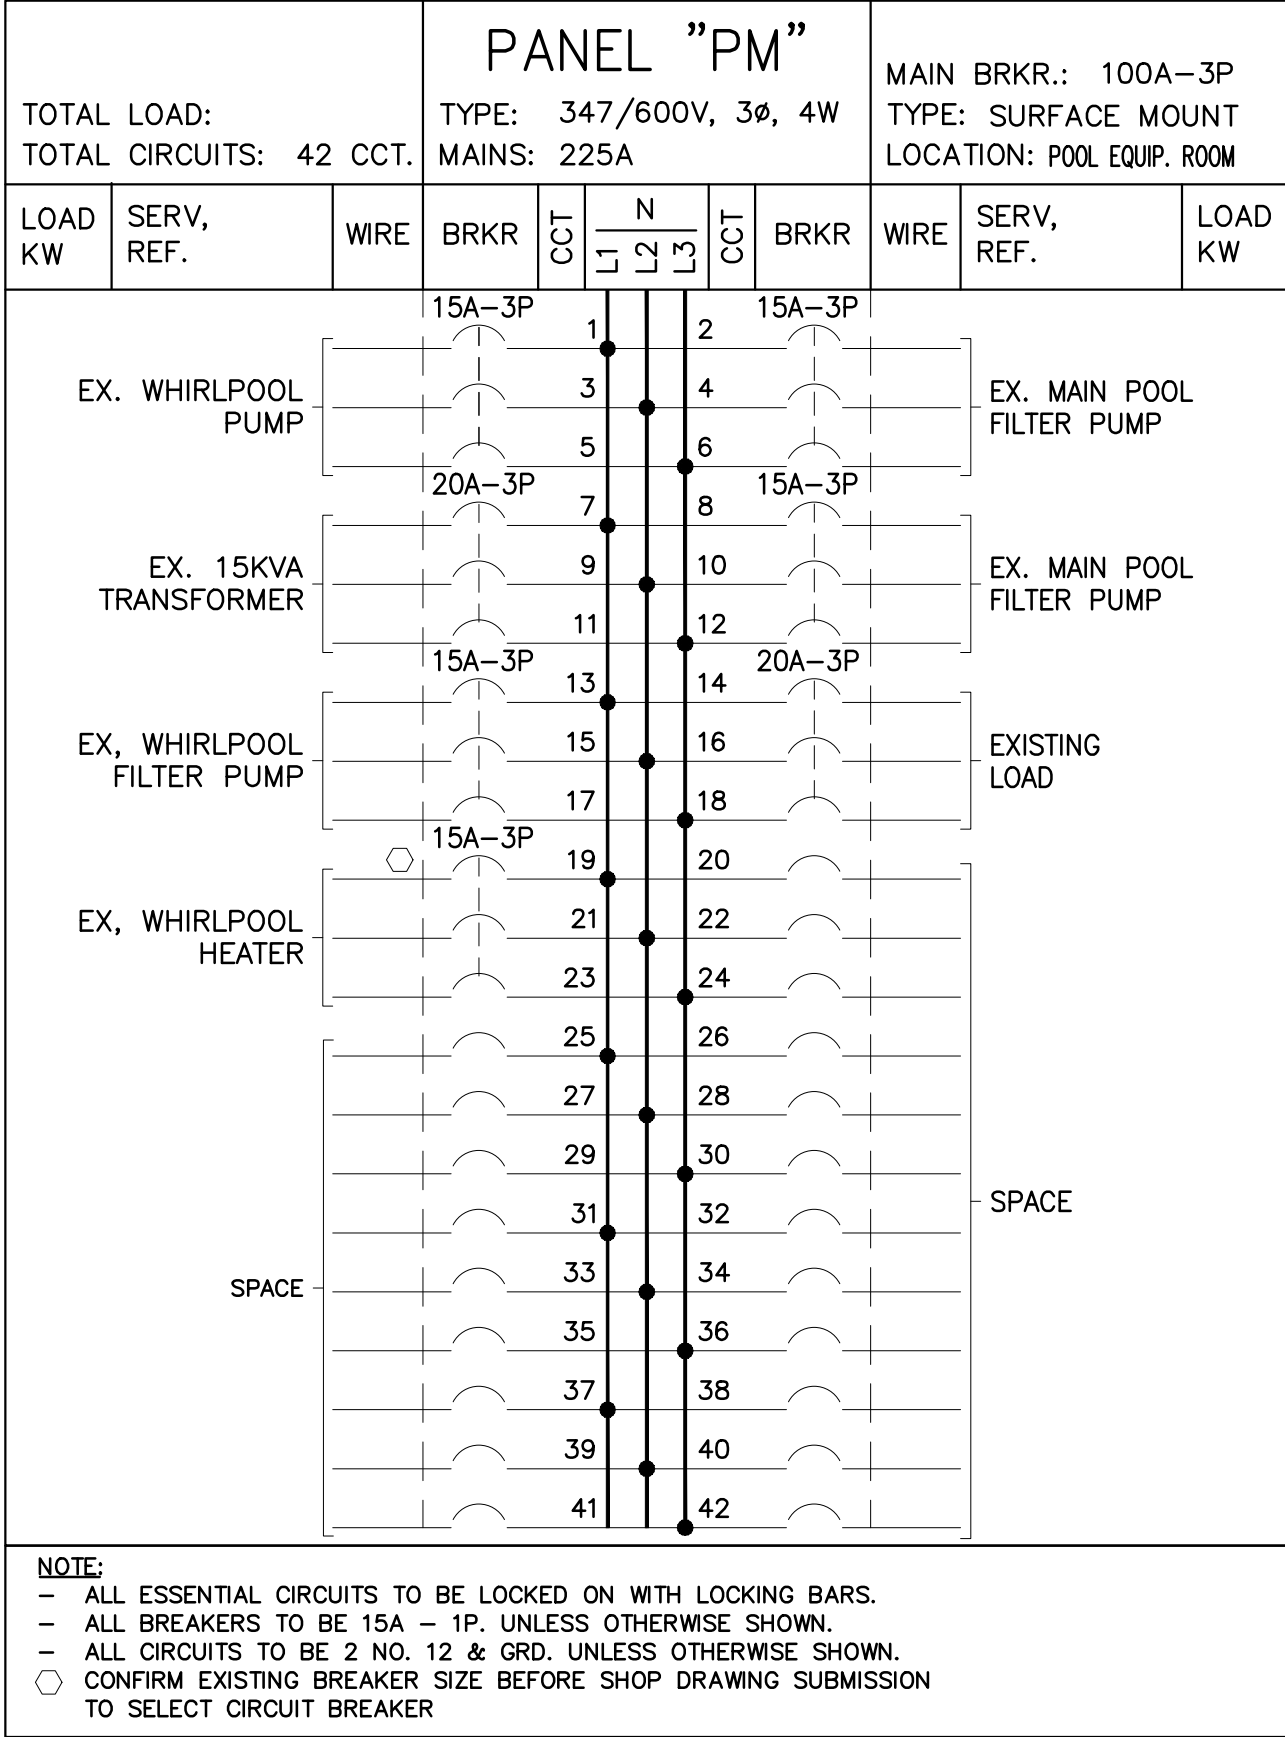 PANEL "PM"
TOTAL LOAD:
TOTAL CIRCUITS: 42 CCT.
TYPE: 347/600V, 3ø, 4W
MAINS: 225A
MAIN BRKR.: 100A-3P
TYPE: SURFACE MOUNT
LOCATION: POOL EQUIP. ROOM
LOAD
KW
SERV,
REF.
WIRE
BRKR
CCT
N
L1 L2 L3
CCT
BRKR
WIRE
SERV,
REF.
LOAD
KW
15A-3P 15A-3P
1 2
EX. WHIRLPOOL
PUMP
3 4
EX. MAIN POOL
FILTER PUMP
5 6
20A-3P 15A-3P
7 8
EX. 15KVA
TRANSFORMER
9 10
EX. MAIN POOL
FILTER PUMP
11 12
15A-3P 20A-3P
13 14
EX, WHIRLPOOL
FILTER PUMP
15 16
EXISTING
LOAD
17 18
15A-3P
19 20
EX, WHIRLPOOL
HEATER
21 22
23 24
25 26
27 28
29 30
SPACE
31 32
SPACE
33 34
35 36
37 38
39 40
41 42
NOTE:
- ALL ESSENTIAL CIRCUITS TO BE LOCKED ON WITH LOCKING BARS.
- ALL BREAKERS TO BE 15A - 1P. UNLESS OTHERWISE SHOWN.
- ALL CIRCUITS TO BE 2 NO. 12 & GRD. UNLESS OTHERWISE SHOWN.
CONFIRM EXISTING BREAKER SIZE BEFORE SHOP DRAWING SUBMISSION
TO SELECT CIRCUIT BREAKER